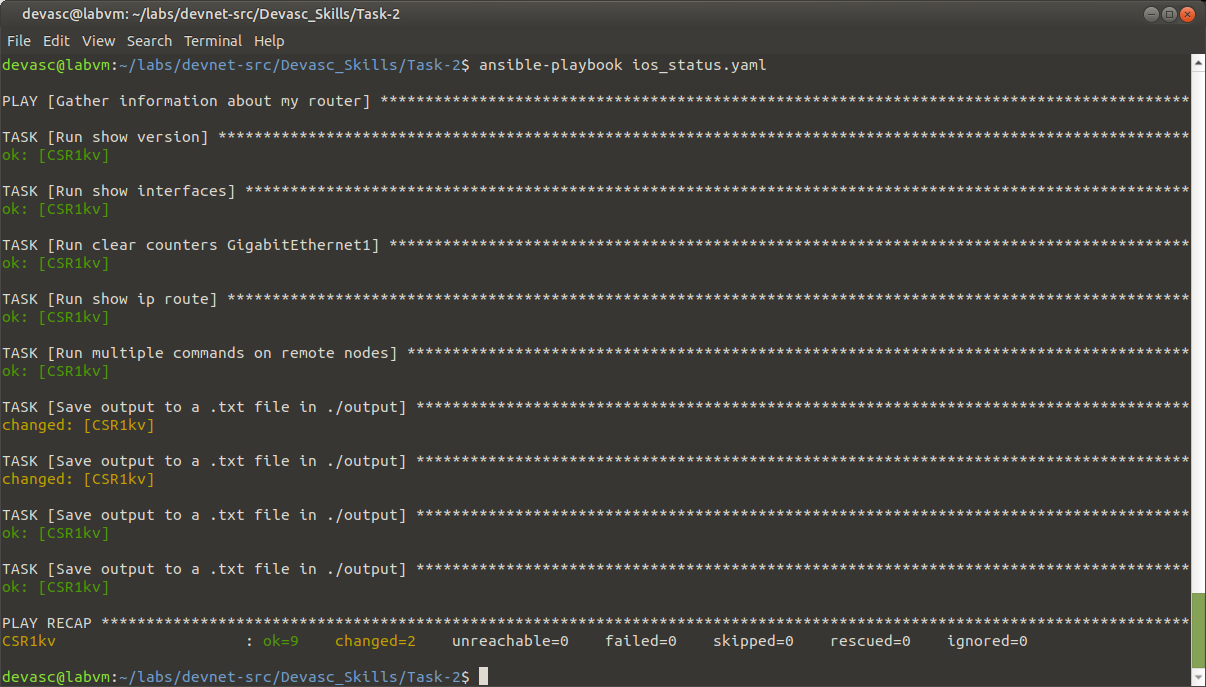 devasc@labvm: ~/labs/devnet-src/Devasc_Skills/Task-2
File Edit View Search Terminal Help
devasc@labvm:~/labs/devnet-src/Devasc_Skills/Task-2$ ansible-playbook ios_status.yaml
PLAY [Gather information about my router] ******************************************************************************************
TASK [Run show version] ************************************************************************************************************
ok: [CSR1kv]
TASK [Run show interfaces] *********************************************************************************************************
ok: [CSR1kv]
TASK [Run clear counters GigabitEthernet1] *****************************************************************************************
ok: [CSR1kv]
TASK [Run show ip route] ***********************************************************************************************************
ok: [CSR1kv]
TASK [Run multiple commands on remote nodes] ***************************************************************************************
ok: [CSR1kv]
TASK [Save output to a .txt file in ./output] **************************************************************************************
changed: [CSR1kv]
TASK [Save output to a .txt file in ./output] **************************************************************************************
changed: [CSR1kv]
TASK [Save output to a .txt file in ./output] **************************************************************************************
ok: [CSR1kv]
TASK [Save output to a .txt file in ./output] **************************************************************************************
ok: [CSR1kv]
PLAY RECAP *************************************************************************************************************************
CSR1kv                     : ok=9    changed=2    unreachable=0    failed=0    skipped=0    rescued=0    ignored=0
devasc@labvm:~/labs/devnet-src/Devasc_Skills/Task-2$